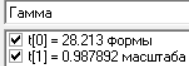 Гамма
t[0] = 28.213 формы
t[1] = 0.987892 масштаба